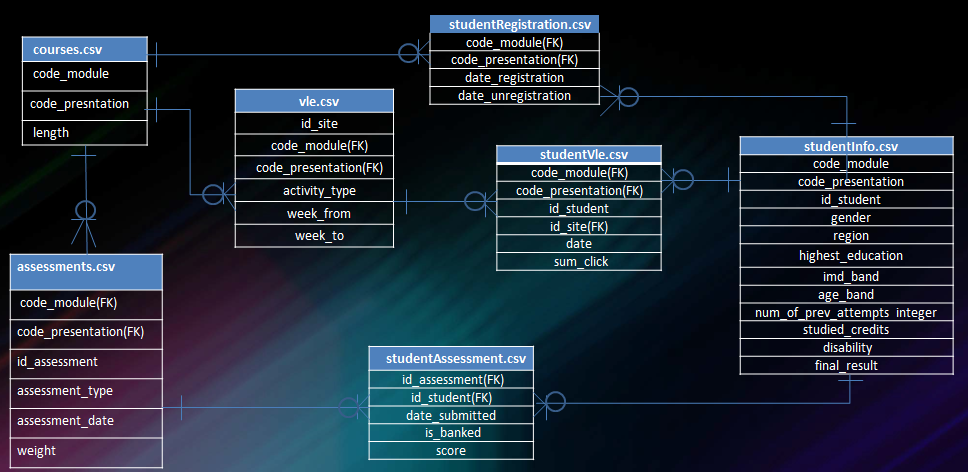 studentRegistration.csv
code_module(FK)
code_presentation(FK)
date_registration
date_unregistration
courses.csv
code_module
code_presntation
length
vle.csv
id_site
code_module(FK)
code_presentation(FK)
activity_type
week_from
week_to
studentVle.csv
code_module(FK)
code_presentation(FK)
id_student
id_site(FK)
date
sum_click
studentInfo.csv
code_module
code_presentation
id_student
gender
region
highest_education
imd_band
age_band
num_of_prev_attempts integer
studied_credits
disability
final_result
assessments.csv
code_module(FK)
code_presentation(FK)
id_assessment
assessment_type
assessment_date
weight
studentAssessment.csv
id_assessment(FK)
id_student(FK)
date_submitted
is_banked
score